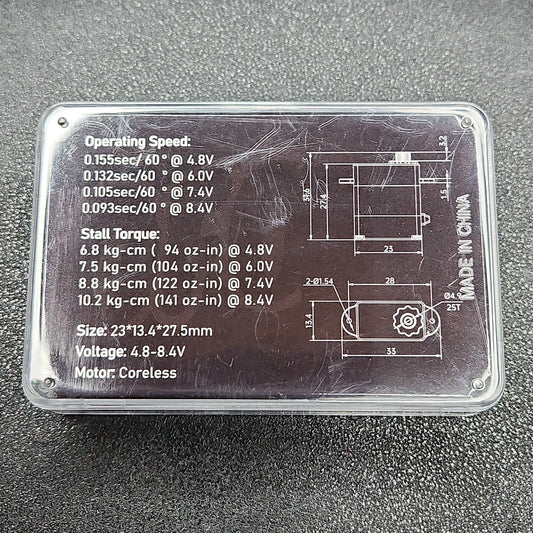 Operating Speed:
0.155sec/60° @ 4.8V
0.132sec/60 ° @ 6.0V
0.105sec/60 ° @ 7.4V
0.093sec/60 ° @ 8.4V
Stall Torque:
6.8 kg-cm ( 94 oz-in) @ 4.8V
7.5 kg-cm (104 oz-in) @ 6.0V
8.8 kg-cm (122 oz-in) @ 7.4V
10.2 kg-cm (141 oz-in) @ 8.4V
Size: 23*13.4*27.5mm
Voltage: 4.8-8.4V
Motor: Coreless
3.2
27.4
1.5
23
2-Ø1.54
28
Ø4.9
25T
13.4
33
MADE IN CHINA